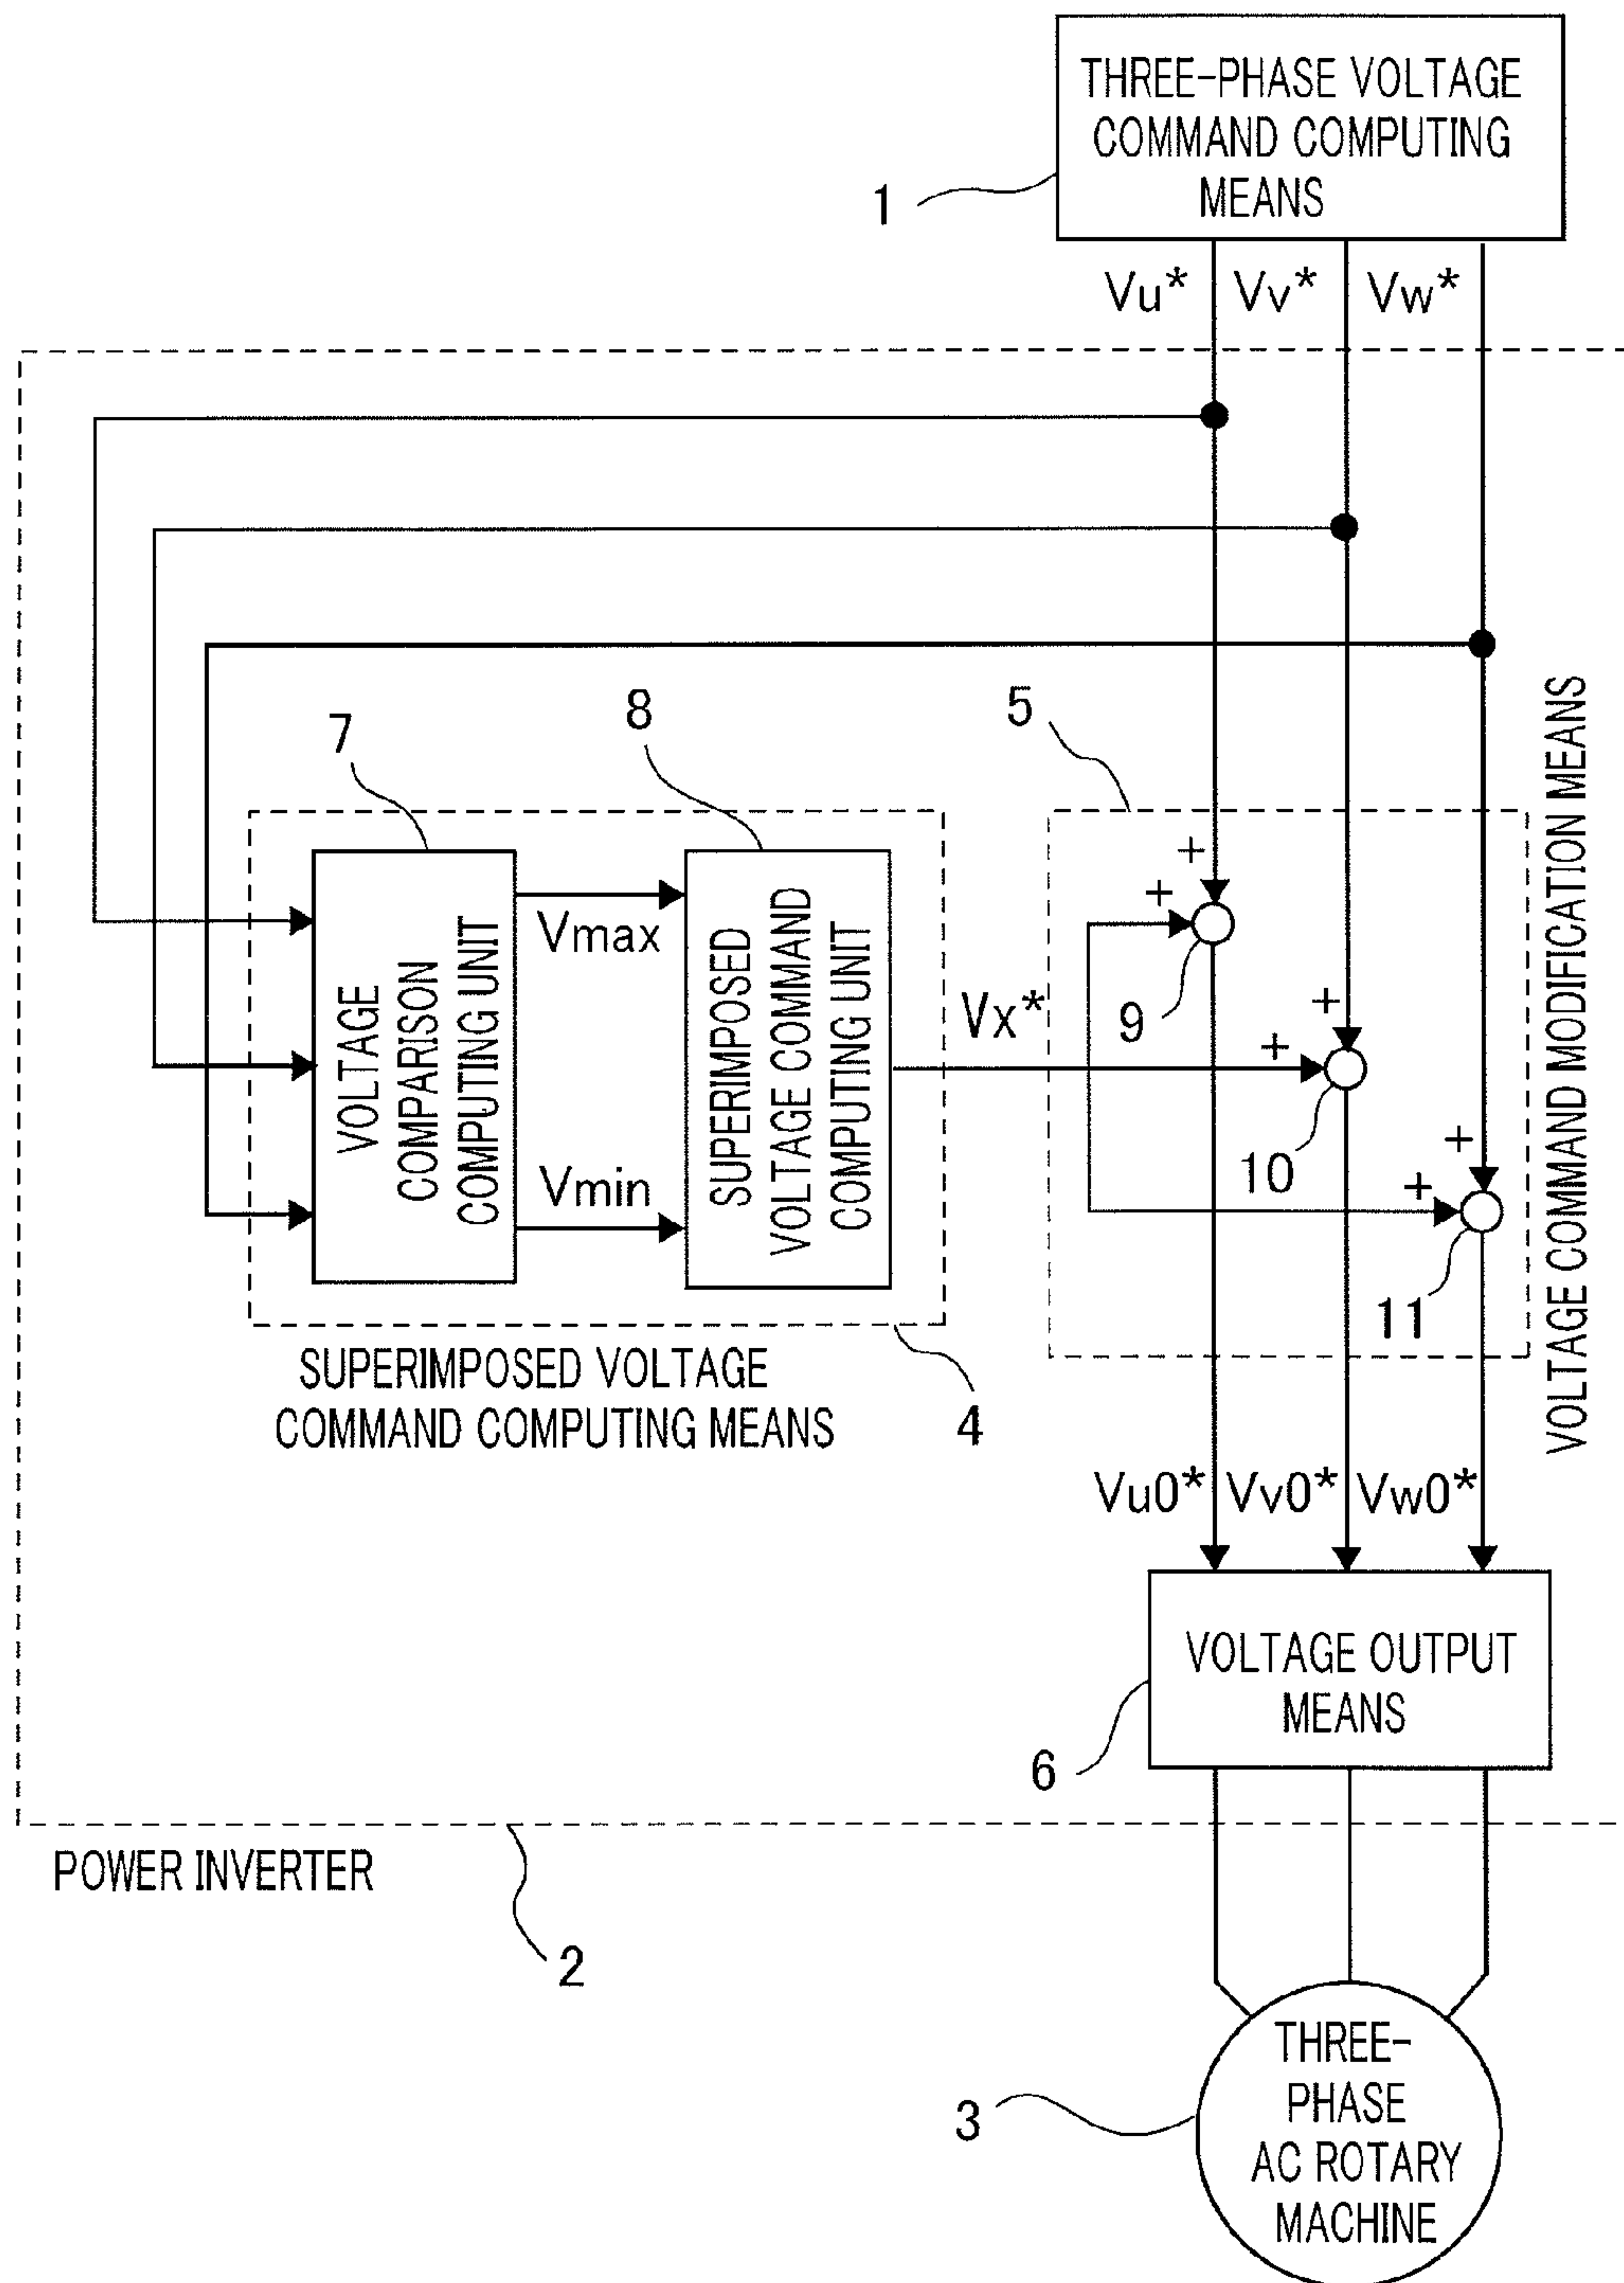 THREE-PHASE VOLTAGE
COMMAND COMPUTING
MEANS
1
Vu*
Vv*
Vw*
5
8
7
VOLTAGE COMMAND MODIFICATION MEANS
+
+
Vmax
VOLTAGE
COMPARISON
COMPUTING UNIT
SUPERIMPOSED
VOLTAGE COMMAND
COMPUTING UNIT
Vx*
9
+
+
Vmin
10
+
+
11
SUPERIMPOSED VOLTAGE
COMMAND COMPUTING MEANS
4
Vu0*
Vv0*
Vw0*
VOLTAGE OUTPUT
MEANS
6
POWER INVERTER
2
THREE-
PHASE
AC ROTARY
MACHINE
3